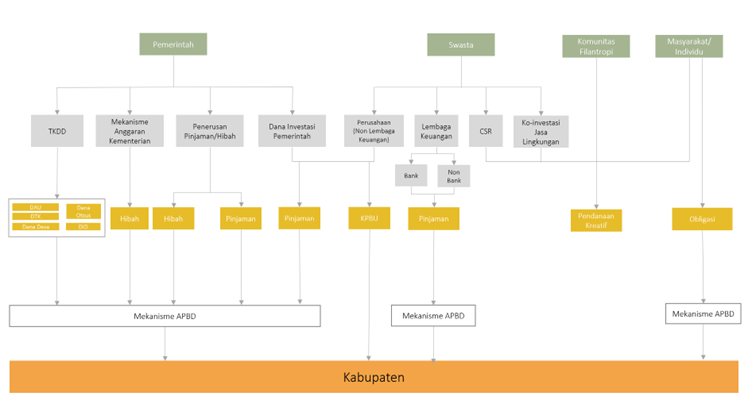 Pemerintah
Swasta
Komunitas
Filantropi
Masyarakat/
Individu
TKDD
Mekanisme
Anggaran
Kementerian
Penerusan
Pinjaman/Hibah
Dana Investasi
Pemerintah
Perusahaan
(Non Lembaga
Keuangan)
Lembaga
Keuangan
CSR
Ko-investasi
Jasa
Lingkungan
Bank
Non
Bank
DAU
DTK
Dana Desa
Dana
Otsus
DID
Hibah
Hibah
Pinjaman
Pinjaman
KPBU
Pinjaman
Pendanaan
Kreatif
Obligasi
Mekanisme APBD
Mekanisme APBD
Mekanisme APBD
Kabupaten